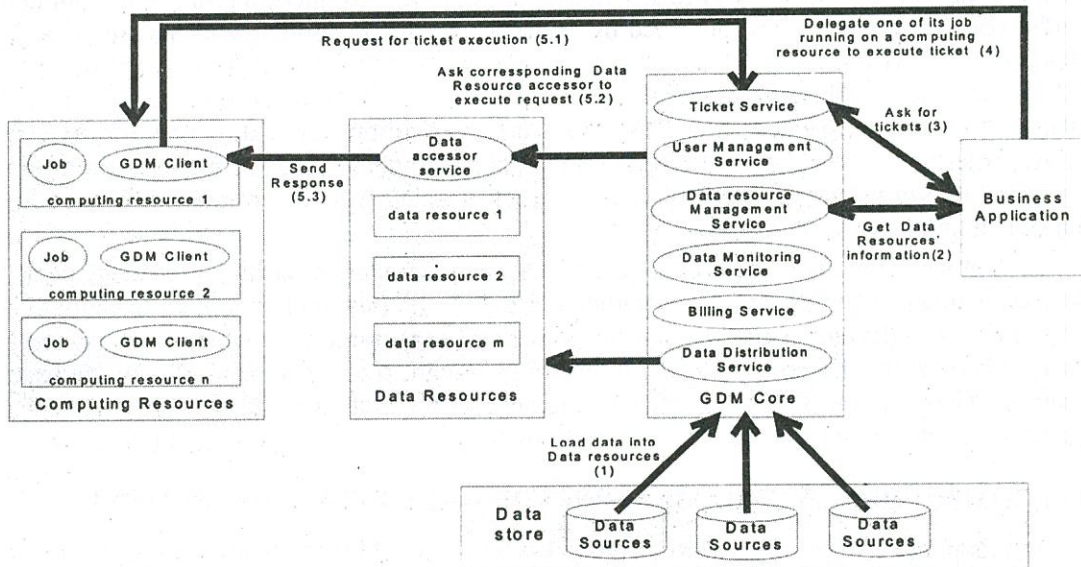 Request for ticket execution (5.1)
Delegate one of its job
running on a computing
resource to execute ticket (4)
Ask corressponding Data
Resource accessor to
execute request (5.2)
Ticket Service
Ask for
tickets (3)
User Management
Service
Data resource
Management
Service
Get Data
Resources'
information(2)
Data Monitoring
Service
Billing Service
Data Distribution
Service
GDM Core
Business
Application
Job
GDM Client
computing resource 1
Job
GDM Client
computing resource 2
Job
GDM Client
computing resource n
Computing Resources
Send
Response
(5.3)
Data
accessor
service
data resource 1
data resource 2
data resource m
Data Resources
Load data into
Data resources
(1)
Data
store
Data
Sources
Data
Sources
Data
Sources